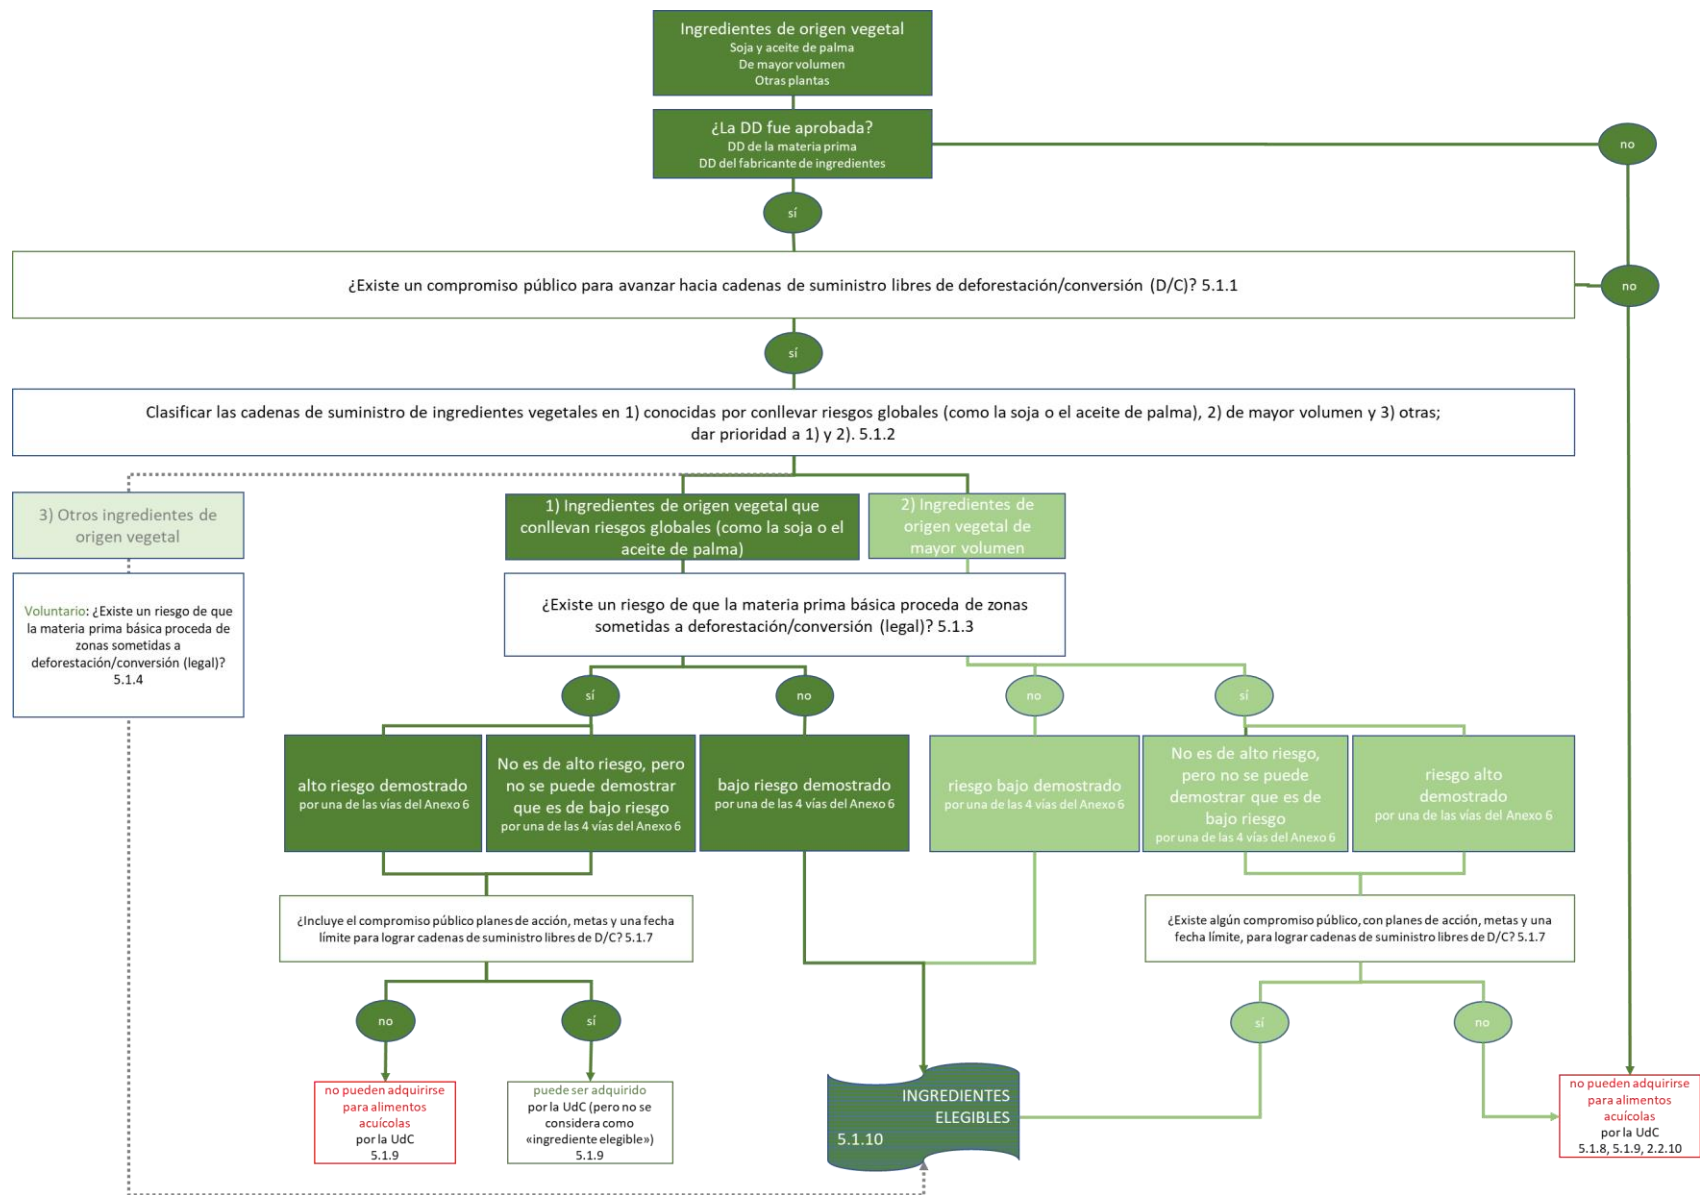 Ingredientes de origen vegetal
Soja y aceite de palma
De mayor volumen
Otras plantas
¿La DD fue aprobada?
DD de la materia prima
DD del fabricante de ingredientes
no
sí
¿Existe un compromiso público para avanzar hacia cadenas de suministro libres de deforestación/conversión (D/C)? 5.1.1
no
sí
Clasificar las cadenas de suministro de ingredientes vegetales en 1) conocidas por conllevar riesgos globales (como la soja o el aceite de palma), 2) de mayor volumen y 3) otras;
dar prioridad a 1) y 2). 5.1.2
3) Otros ingredientes de
origen vegetal
1) Ingredientes de origen vegetal que
conllevan riesgos globales (como la soja o el
aceite de palma)
2) Ingredientes de
origen vegetal de
mayor volumen
Voluntario: ¿Existe un riesgo de que
la materia prima básica proceda de
zonas sometidas a
deforestación/conversión (legal)?
5.1.4
¿Existe un riesgo de que la materia prima básica proceda de zonas
sometidas a deforestación/conversión (legal)? 5.1.3
sí
no
no
sí
alto riesgo demostrado
por una de las vías del Anexo 6
No es de alto riesgo, pero
no se puede demostrar
que es de bajo riesgo
por una de las 4 vías del Anexo 6
bajo riesgo demostrado
por una de las 4 vías del Anexo 6
riesgo bajo demostrado
por una de las 4 vías del Anexo 6
No es de alto riesgo,
pero no se puede
demostrar que es de
bajo riesgo
por una de las 4 vías del Anexo 6
riesgo alto
demostrado
por una de las vías del Anexo 6
¿Incluye el compromiso público planes de acción, metas y una fecha
límite para lograr cadenas de suministro libres de D/C? 5.1.7
¿Existe algún compromiso público, con planes de acción, metas y una
fecha límite, para lograr cadenas de suministro libres de D/C? 5.1.7
no
sí
sí
no
no pueden adquirirse
para alimentos
acuícolas
por la UdC
5.1.9
puede ser adquirido
por la UdC (pero no se
considera como
«ingrediente elegible»)
5.1.9
INGREDIENTES
ELEGIBLES
5.1.10
no pueden adquirirse
para alimentos
acuícolas
por la UdC
5.1.8, 5.1.9, 2.2.10